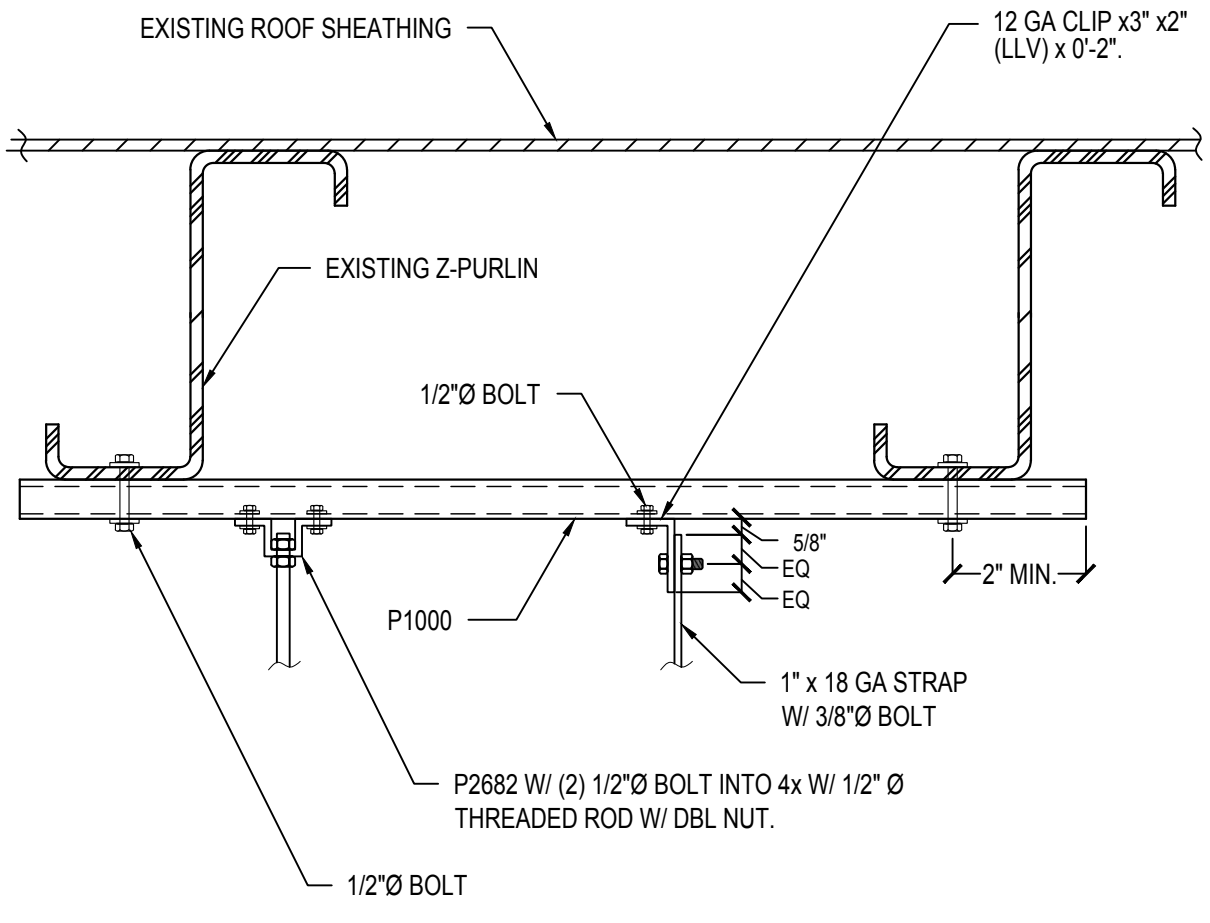 EXISTING ROOF SHEATHING
12 GA CLIP x3" x2"
(LLV) x 0'-2".
EXISTING Z-PURLIN
1/2"Ø BOLT
5/8"
EQ
EQ
2" MIN.
P1000
1" x 18 GA STRAP
W/ 3/8"Ø BOLT
P2682 W/ (2) 1/2"Ø BOLT INTO 4x W/ 1/2" Ø
THREADED ROD W/ DBL NUT.
1/2"Ø BOLT